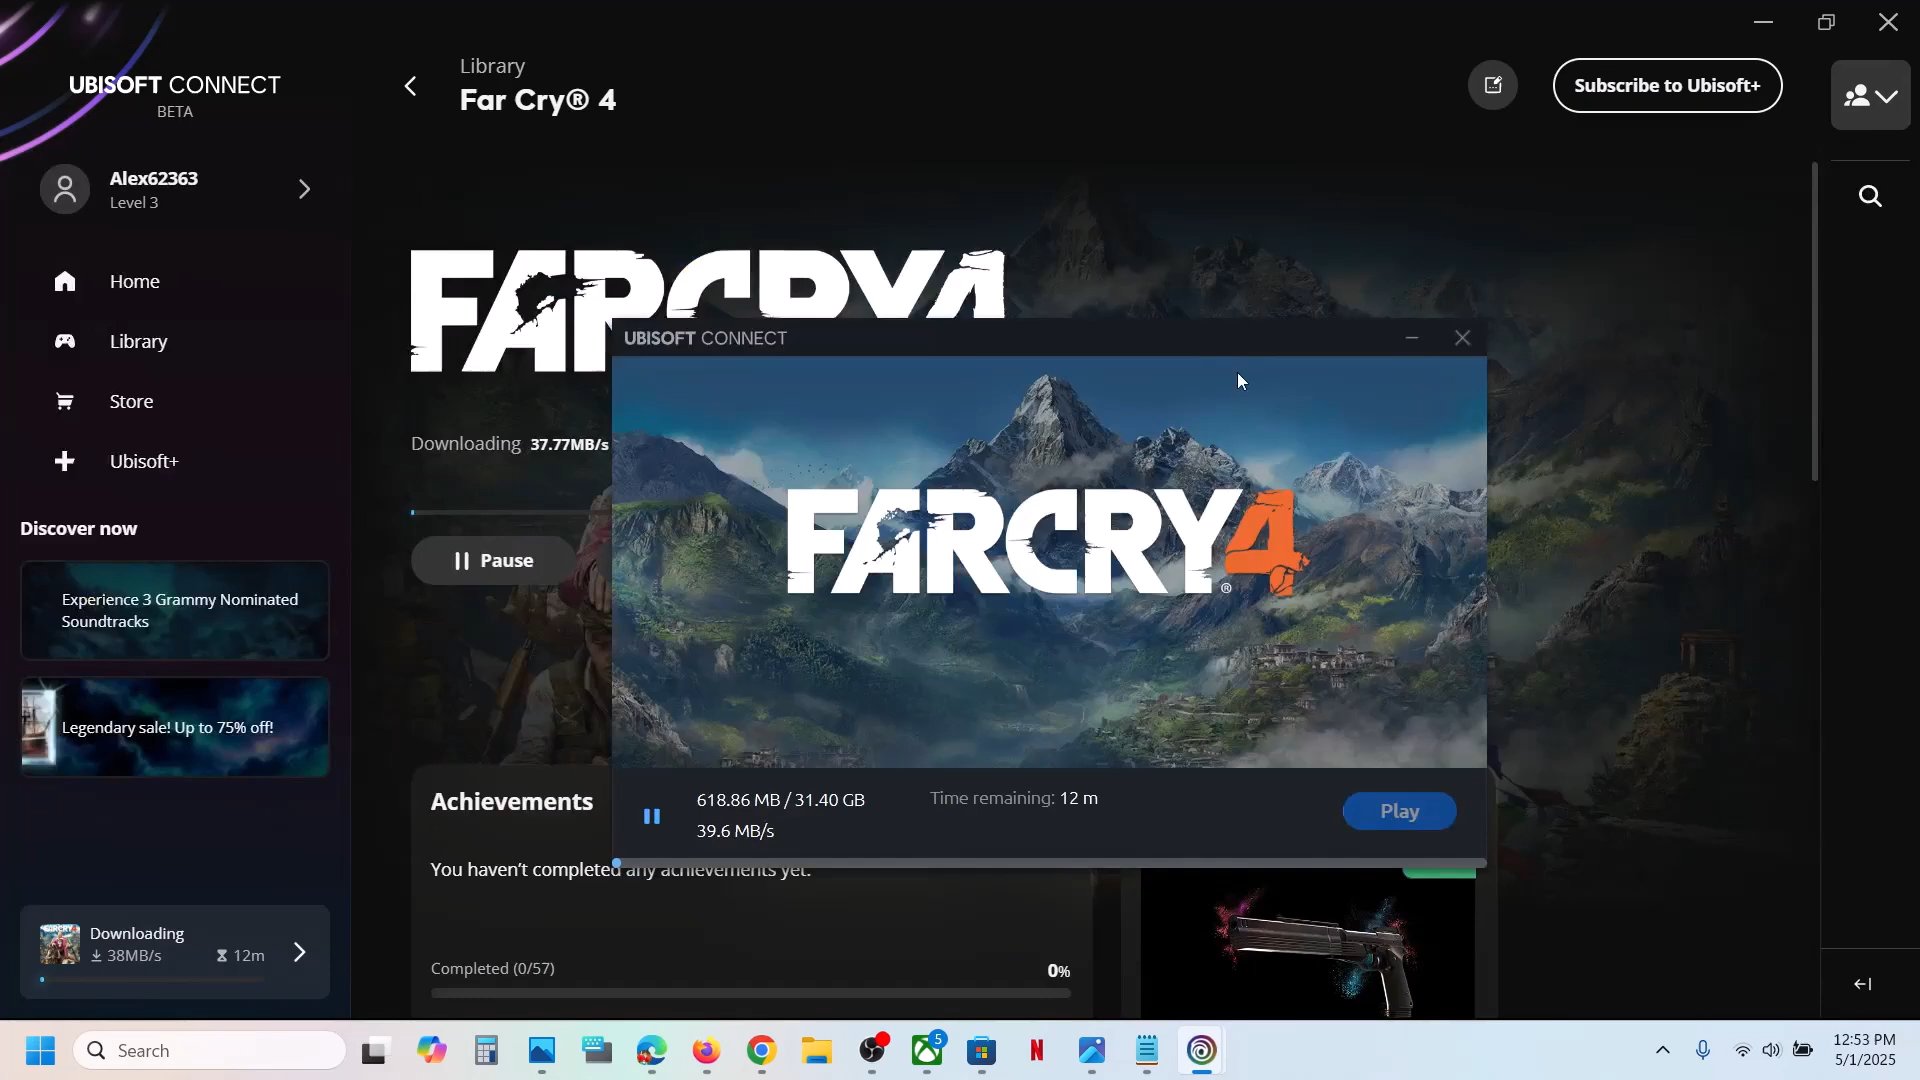 UBISOFT CONNECT
BETA
Library
Far Cry® 4
Subscribe to Ubisoft+
Alex62363
Level 3
Home
Library
Store
Ubisoft+
Discover now
Experience 3 Grammy Nominated
Soundtracks
Legendary sale! Up to 75% off!
Downloading
38MB/s
12m
FARCRY4
Downloading 37.77MB/s
Pause
UBISOFT CONNECT
FARCRY4®
618.86 MB / 31.40 GB
39.6 MB/s
Time remaining: 12 m
Play
Achievements
You haven't completed any achievements yet.
Completed (0/57)
0%
Search
5
N
12:53 PM
5/1/2025